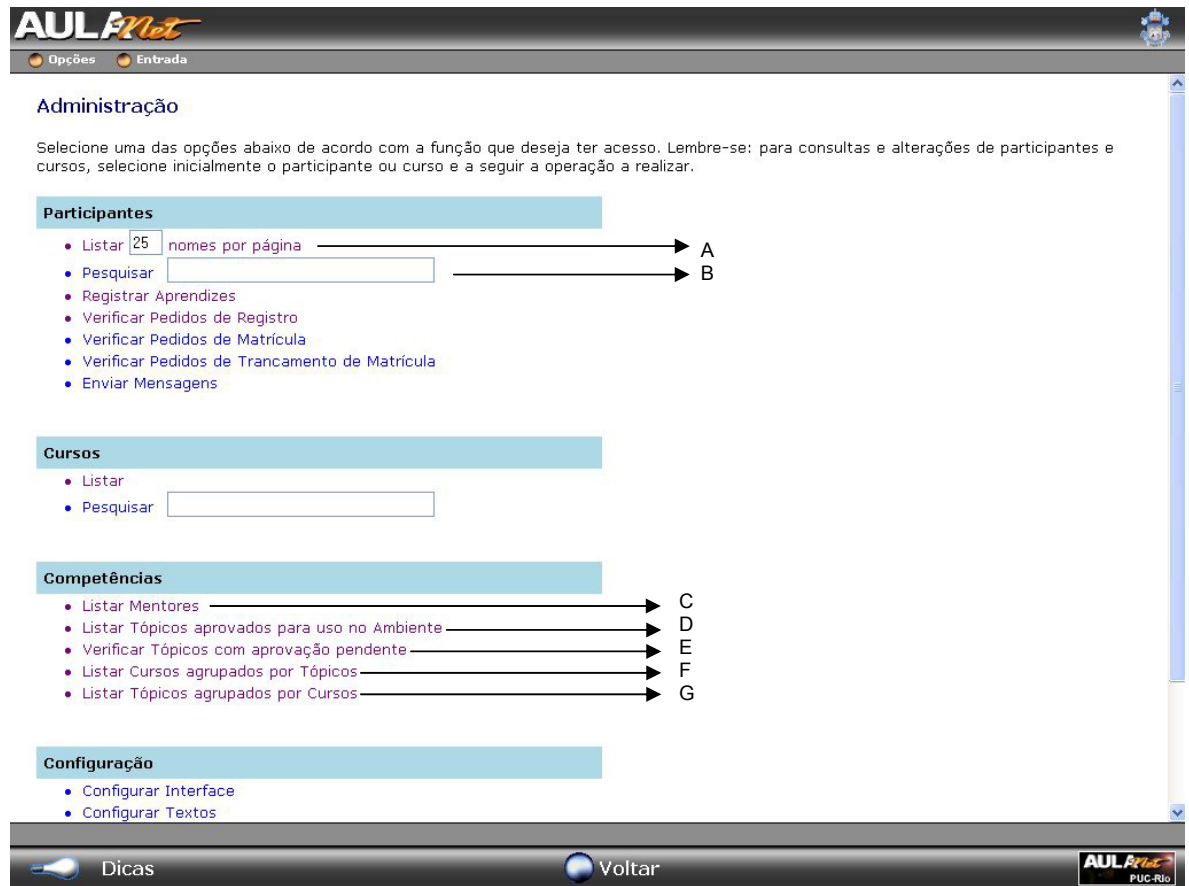 AULANet
Opções Entrada
Administração
Selecione uma das opções abaixo de acordo com a função que deseja ter acesso. Lembre-se: para consultas e alterações de participantes e
cursos, selecione inicialmente o participante ou curso e a seguir a operação a realizar.
Participantes
Listar 25 nomes por página A
Pesquisar B
Registrar Aprendizes
Verificar Pedidos de Registro
Verificar Pedidos de Matrícula
Verificar Pedidos de Trancamento de Matrícula
Enviar Mensagens
Cursos
Listar
Pesquisar
Competências
Listar Mentores C
Listar Tópicos aprovados para uso no Ambiente D
Verificar Tópicos com aprovação pendente E
Listar Cursos agrupados por Tópicos F
Listar Tópicos agrupados por Cursos G
Configuração
Configurar Interface
Configurar Textos
Dicas Voltar AULANet
PUC-Rio